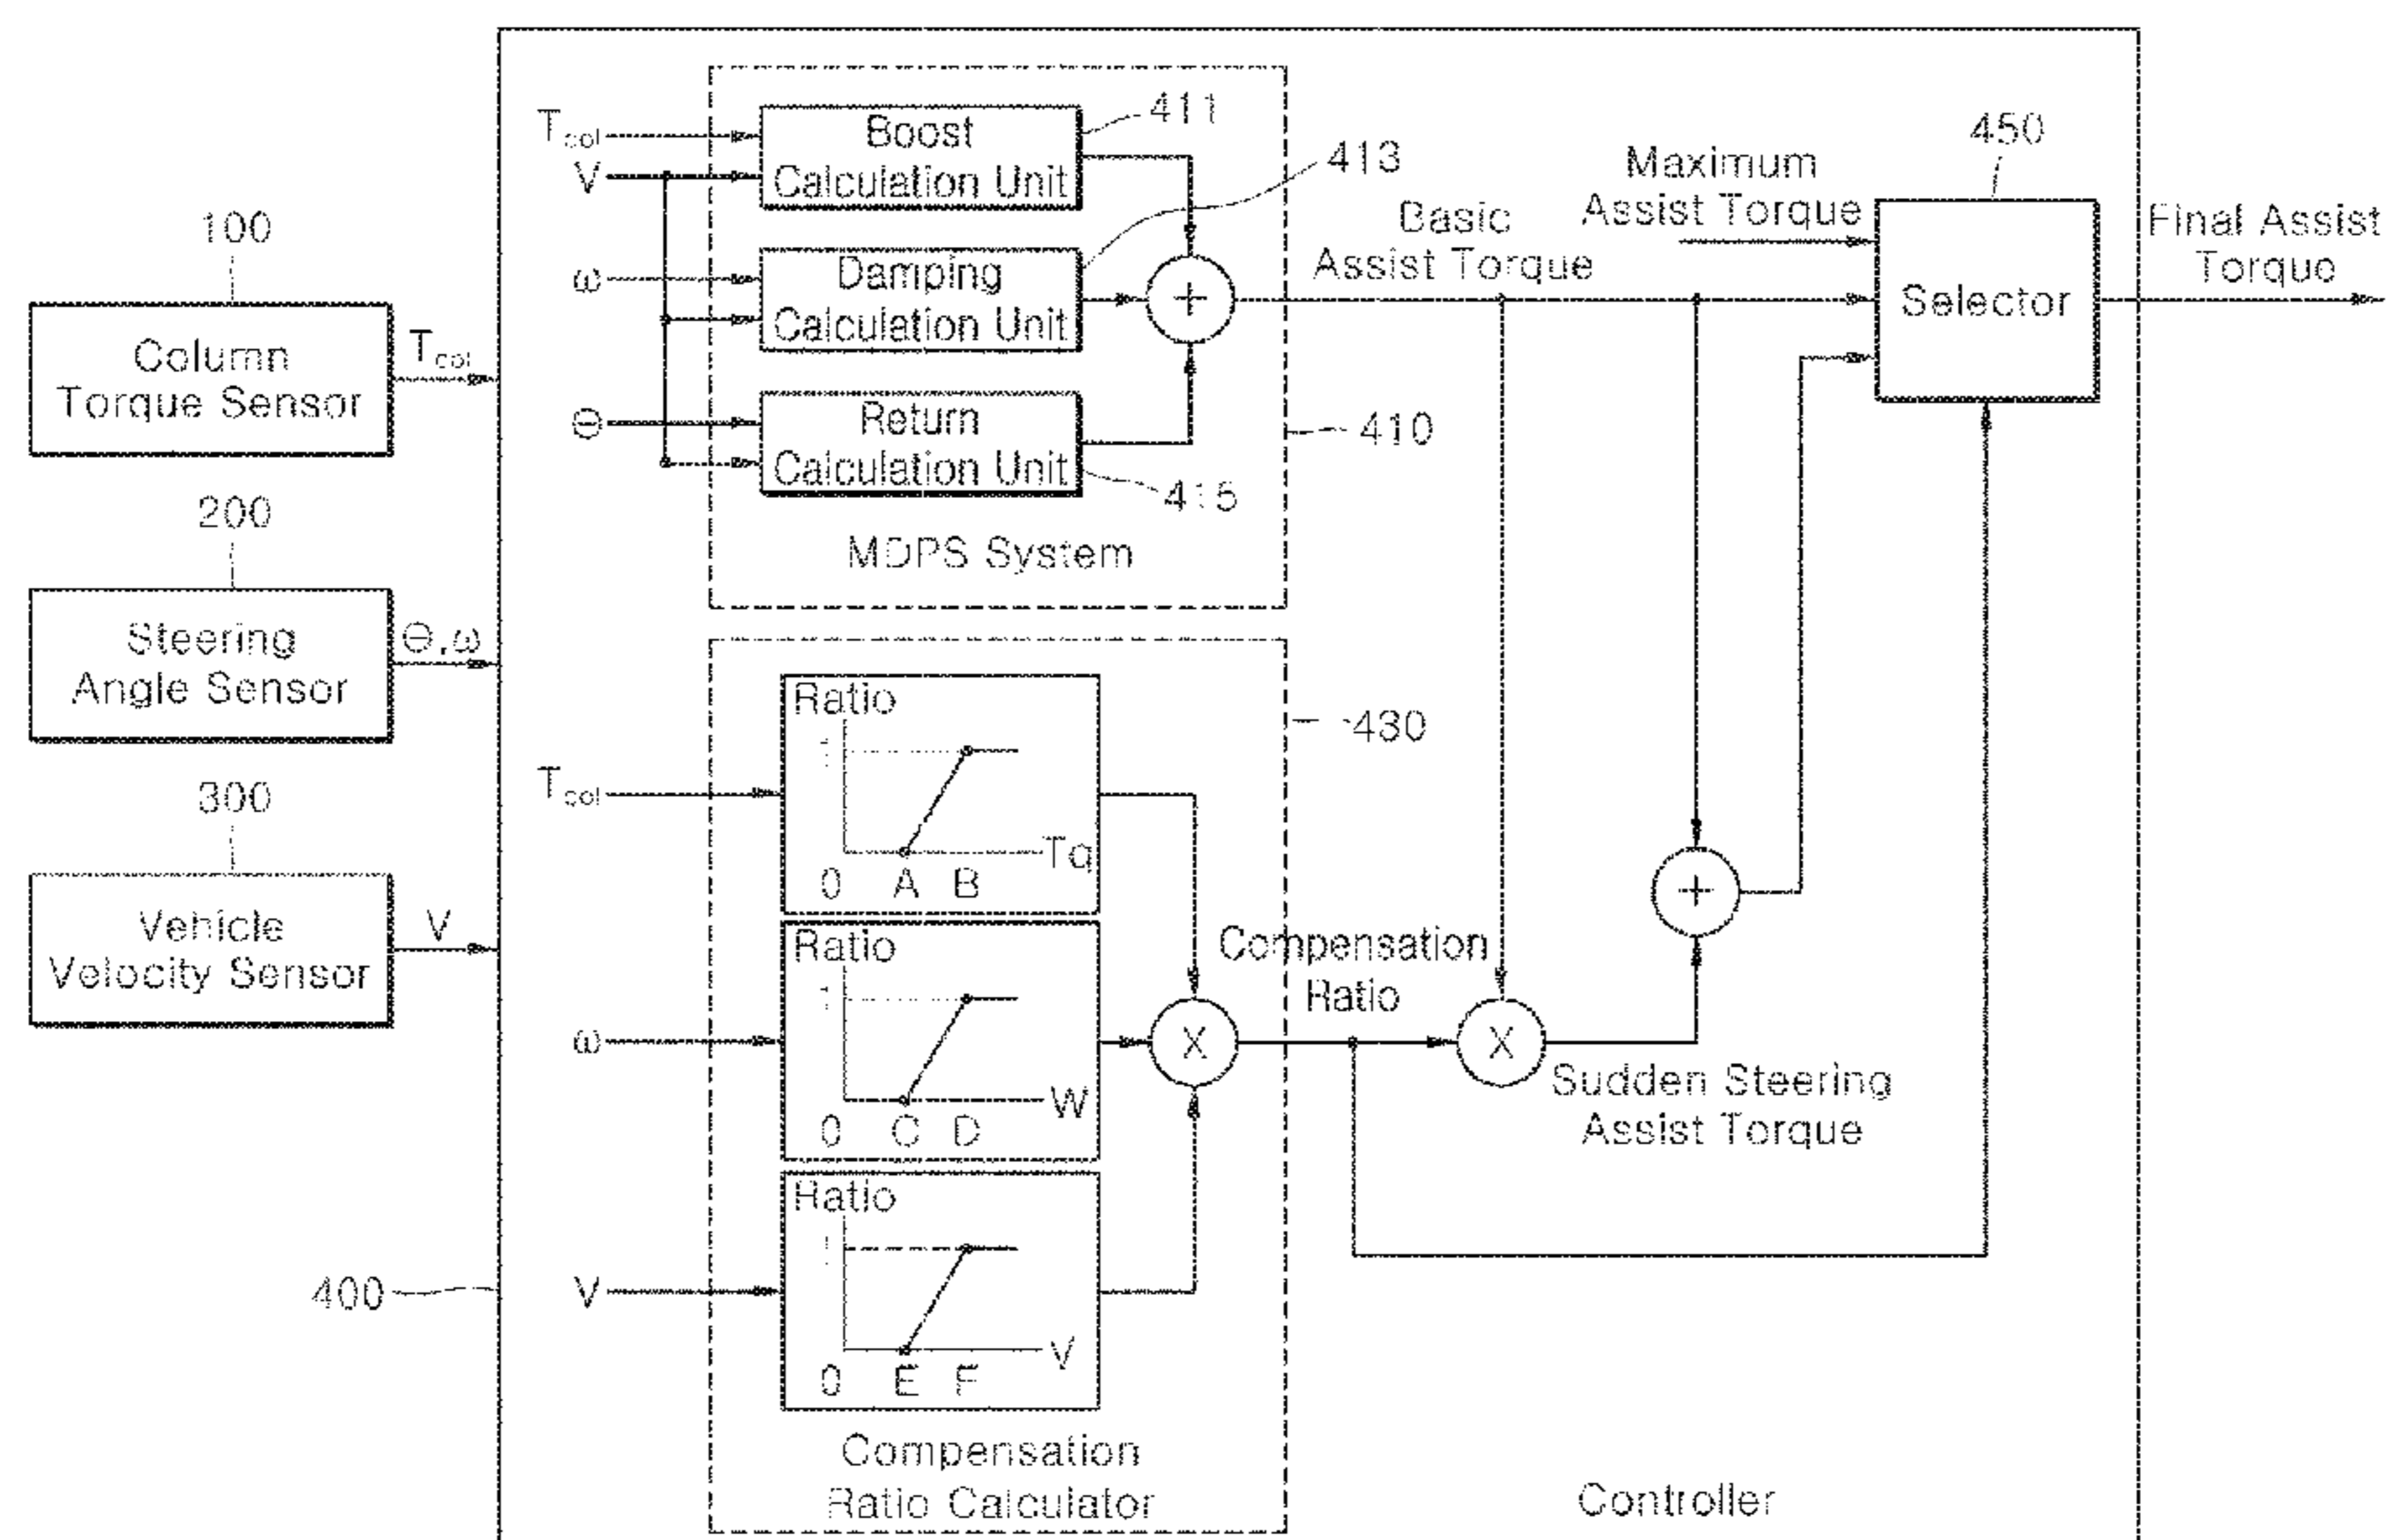 100
Column
Torque Sensor
Tcol
200
Steering
Angle Sensor
Θ,ω
300
Vehicle
Velocity Sensor
V
400
Tcol
V
ω
Θ
Boost
Calculation Unit
411
Damping
Calculation Unit
413
Return
Calculation Unit
415
+
MDPS System
410
Basic
Assist Torque
Maximum
Assist Torque
450
Selector
Final Assist
Torque
Tcol
Ratio
1
0 A B
Tq
430
ω
Ratio
1
0 C D
W
V
Ratio
1
0 E F
V
X
Compensation
Ratio
X
+
Sudden Steering
Assist Torque
Compensation
Ratio Calculator
Controller